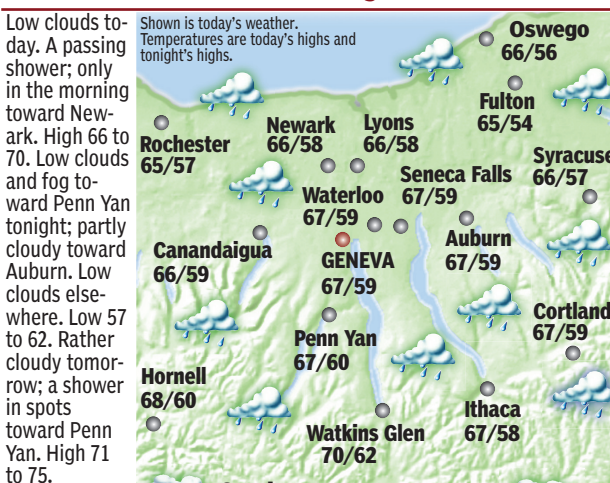 Low clouds to-
day. A passing
shower; only
in the morning
toward New-
ark. High 66 to
70. Low clouds
and fog to-
ward Penn Yan
tonight; partly
cloudy toward
Auburn. Low
clouds else-
where. Low 57
to 62. Rather
cloudy tomor-
row; a shower
in spots
toward Penn
Yan. High 71
to 75.
Shown is today's weather.
Temperatures are today's highs and
tonight's highs.
Oswego
66/56
Fulton
65/54
Rochester
65/57
Newark
66/58
Lyons
66/58
Syracuse
66/57
Seneca Falls
67/59
Waterloo
67/59
Auburn
67/59
Canandaigua
66/59
GENEVA
67/59
Cortland
67/59
Penn Yan
67/60
Hornell
68/60
Ithaca
67/58
Watkins Glen
70/62